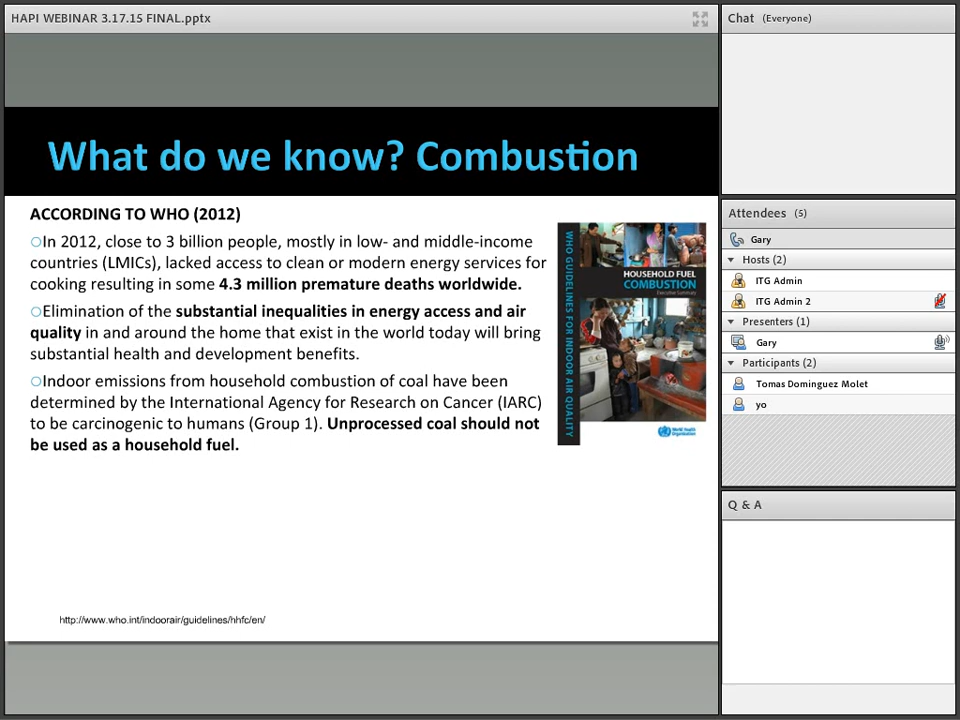 HAPI WEBINAR 3.17.15 FINAL.pptx
What do we know? Combustion
ACCORDING TO WHO (2012)
In 2012, close to 3 billion people, mostly in low- and middle-income
countries (LMICs), lacked access to clean or modern energy services for
cooking resulting in some 4.3 million premature deaths worldwide.
Elimination of the substantial inequalities in energy access and air
quality in and around the home that exist in the world today will bring
substantial health and development benefits.
Indoor emissions from household combustion of coal have been
determined by the International Agency for Research on Cancer (IARC)
to be carcinogenic to humans (Group 1). Unprocessed coal should not
be used as a household fuel.
WHO GUIDELINES FOR INDOOR AIR QUALITY
HOUSEHOLD FUEL
COMBUSTION
Executive Summary
World Health
Organization
http://www.who.int/indoorair/guidelines/hhfc/en/
Chat (Everyone)
Attendees (5)
Gary
Hosts (2)
ITG Admin
ITG Admin 2
Presenters (1)
Gary
Participants (2)
Tomas Dominguez Molet
yo
Q & A